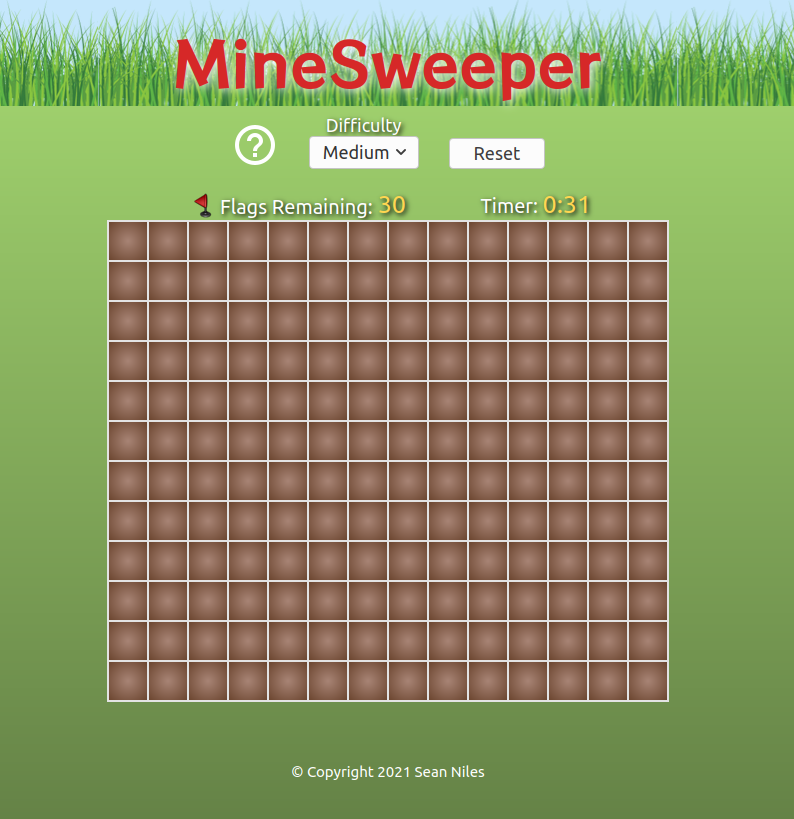 MineSweeper
?
Difficulty
Medium
Reset
Flags Remaining: 30
Timer: 0:31
© Copyright 2021 Sean Niles